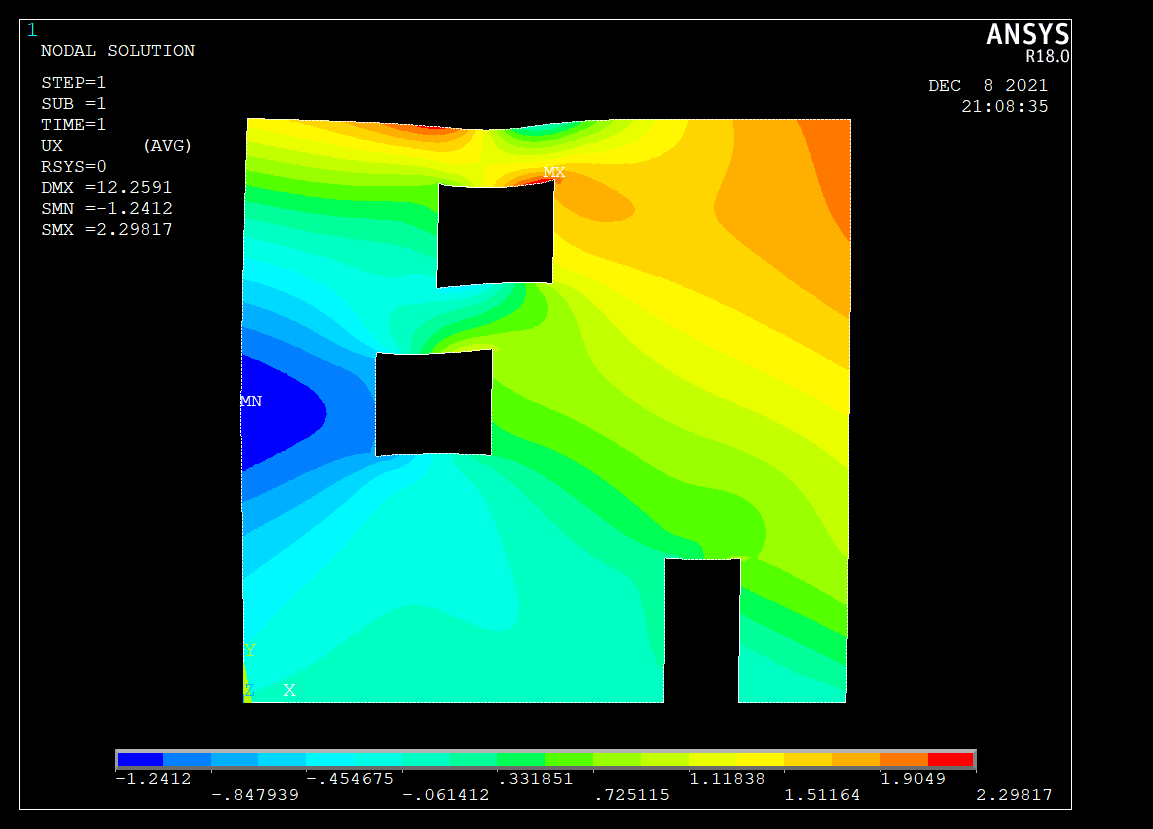 1
NODAL SOLUTION
STEP=1
SUB =1
TIME=1
UX (AVG)
RSYS=0
DMX =12.2591
SMN =-1.2412
SMX =2.29817
ANSYS
R18.0
DEC 8 2021
21:08:35
MX
MN
Y
Z X
-1.2412 -.454675 .331851 1.11838 1.9049
-.847939 -.061412 .725115 1.51164 2.29817